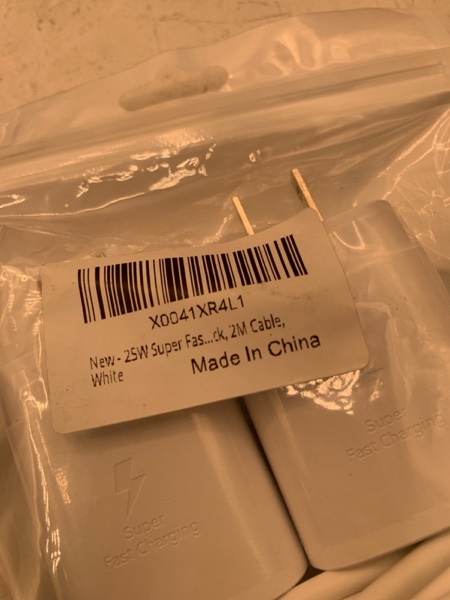 X0041XR4L1
New - 25W Super Fas...ck, 2M Cable,
White
Made In China
Super
Fast Charging
Super
Fast Charging